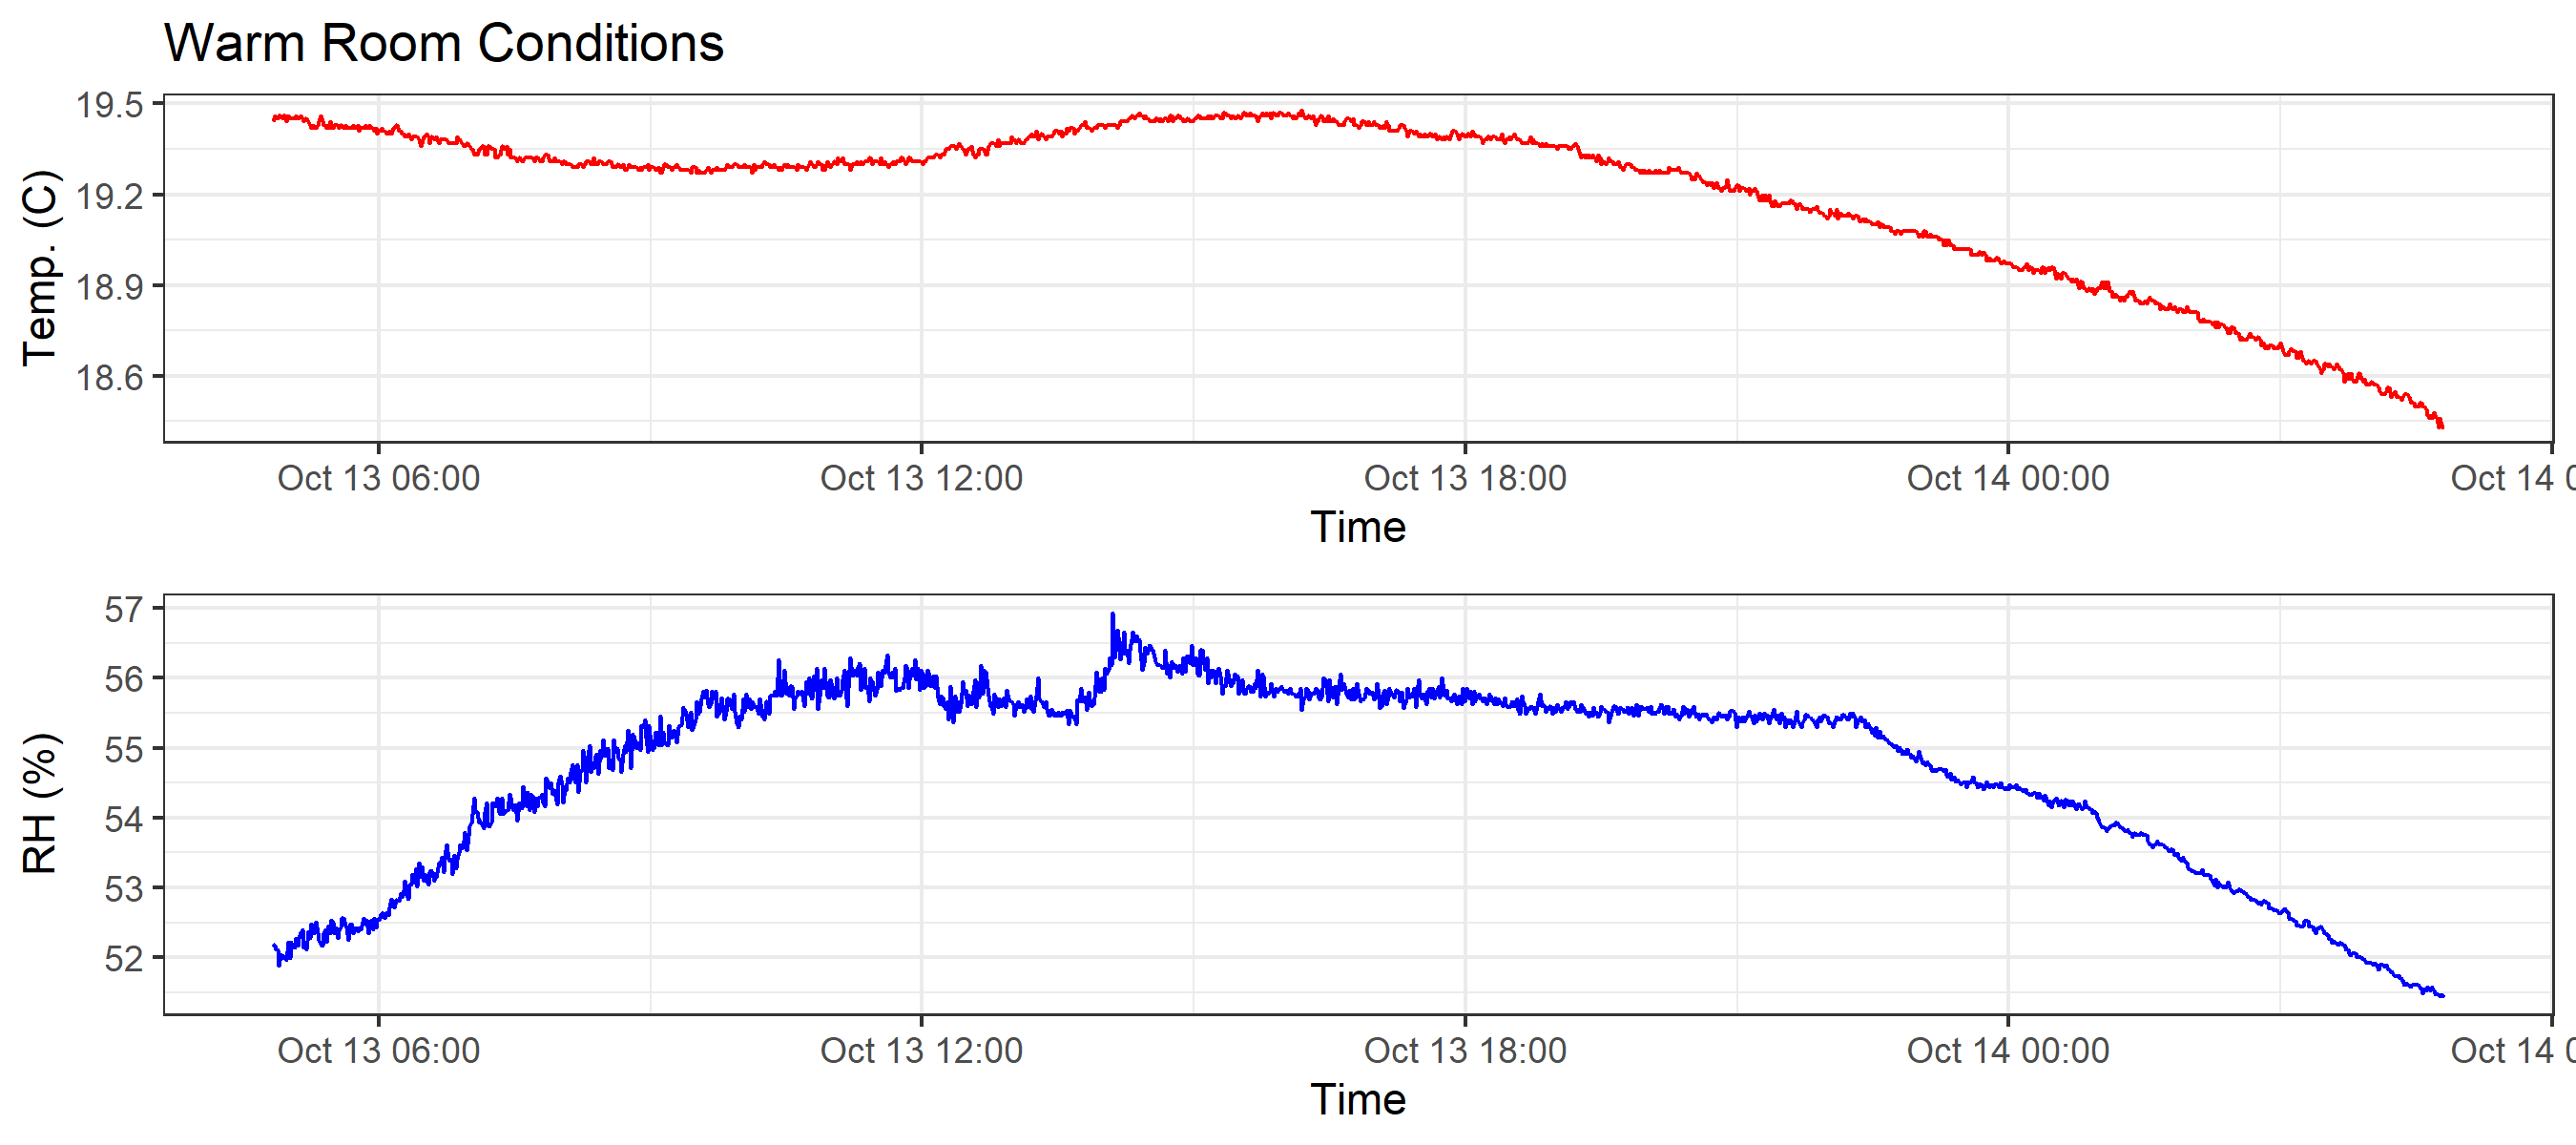 Warm Room Conditions
19.5
19.2
18.9
18.6
Temp. (C)
Oct 13 06:00 Oct 13 12:00 Oct 13 18:00 Oct 14 00:00 Oct 14 0
Time
57
56
55
54
53
52
RH (%)
Oct 13 06:00 Oct 13 12:00 Oct 13 18:00 Oct 14 00:00 Oct 14 0
Time